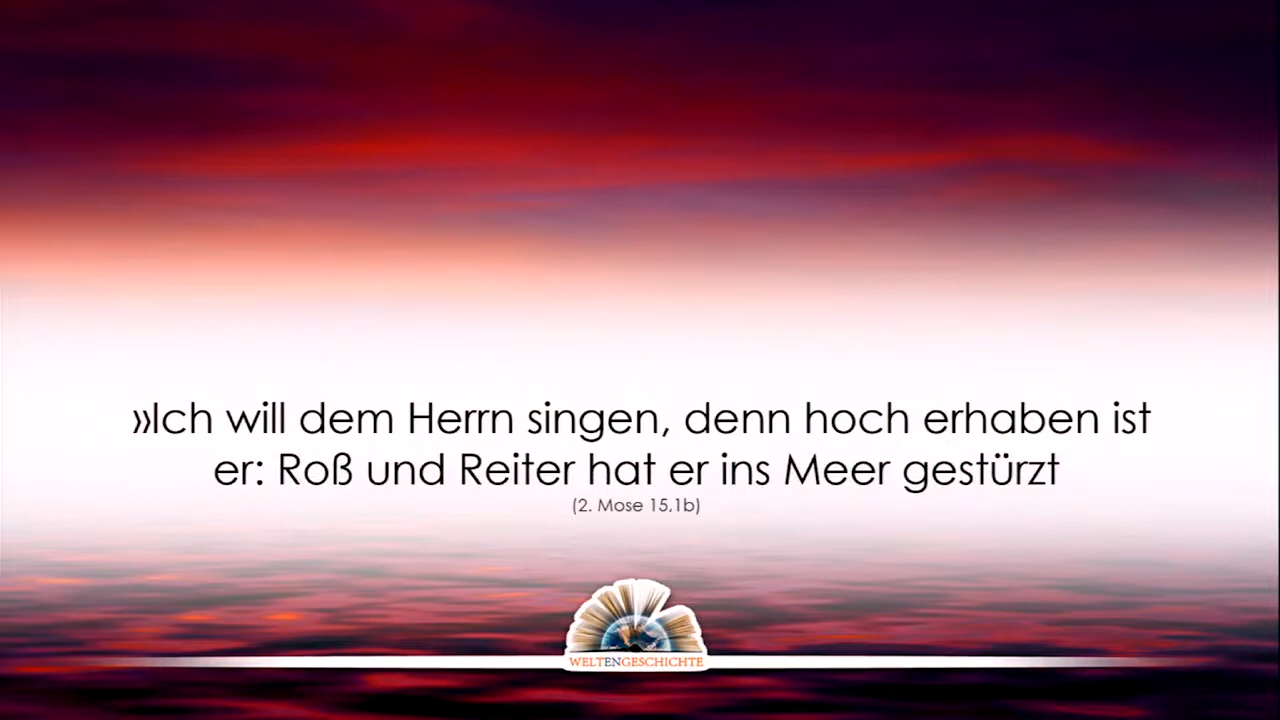 »Ich will dem Herrn singen, denn hoch erhaben ist
er: Roß und Reiter hat er ins Meer gestürzt
(2. Mose 15,1b)
WELTENGESCHICHTE